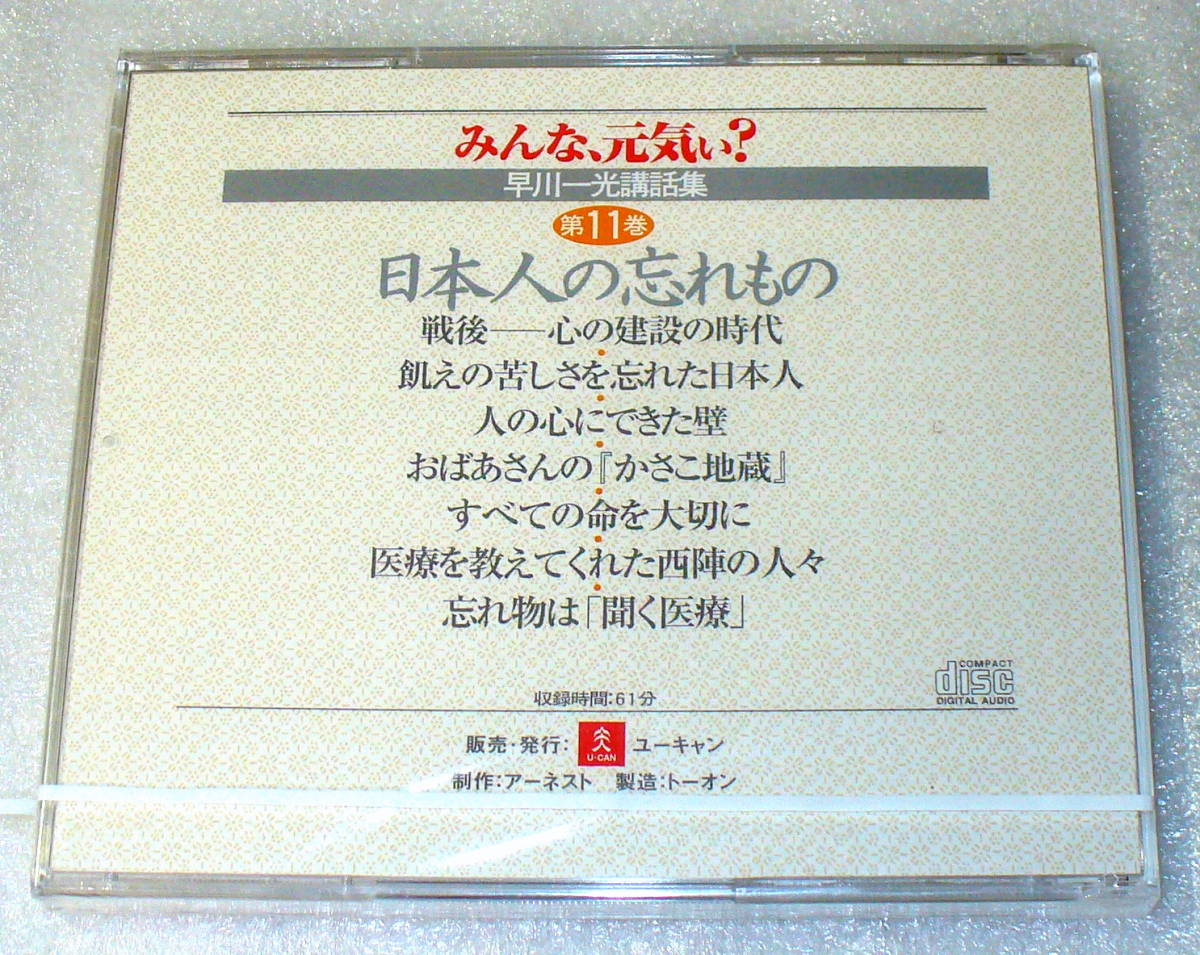 みんな、元気ぃ?
早川一光講話集
第11巻
日本人の忘れもの
戦後──心の建設の時代
飢えの苦しさを忘れた日本人
人の心にできた壁
おばあさんの『かさこ地蔵』
すべての命を大切に
医療を教えてくれた西陣の人々
忘れ物は「聞く医療」
COMPACT
disc
DIGITAL AUDIO
収録時間:61分
販売・発行: U-CAN ユーキャン
制作:アーネスト 製造:トーオン